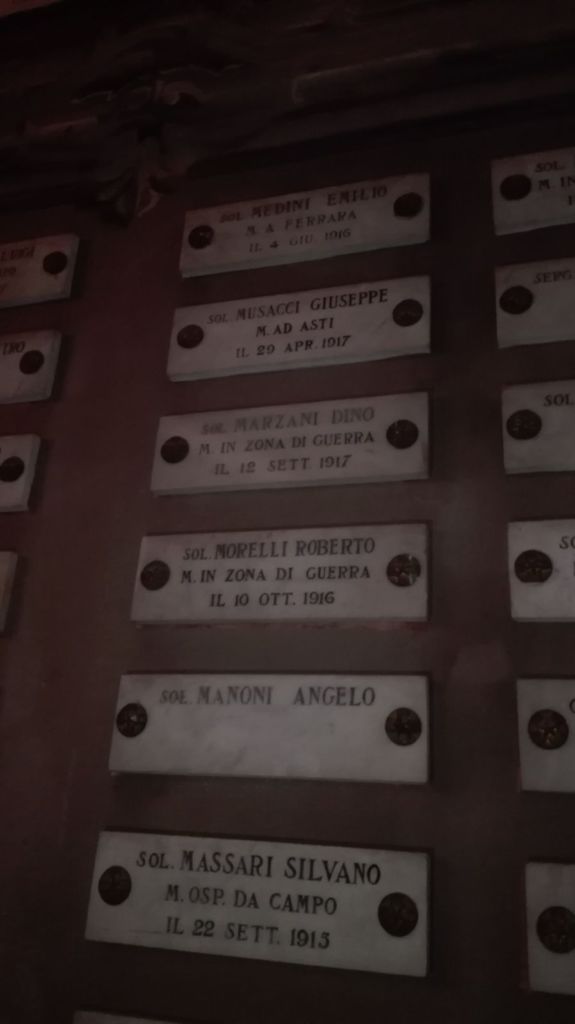 SOL. MEDINI EMILIO
M. A FERRARA
IL 4 GIU. 1916
SOL. MUSACCI GIUSEPPE
M. AD ASTI
IL 29 APR. 1917
SOL. MARZANI DINO
M. IN ZONA DI GUERRA
IL 12 SETT. 1917
SOL. MORELLI ROBERTO
M. IN ZONA DI GUERRA
IL 10 OTT. 1916
SOL. MANONI ANGELO
SOL. MASSARI SILVANO
M. OSP. DA CAMPO
IL 22 SETT. 1915
SOL.
M. IN
SERG.
SOL